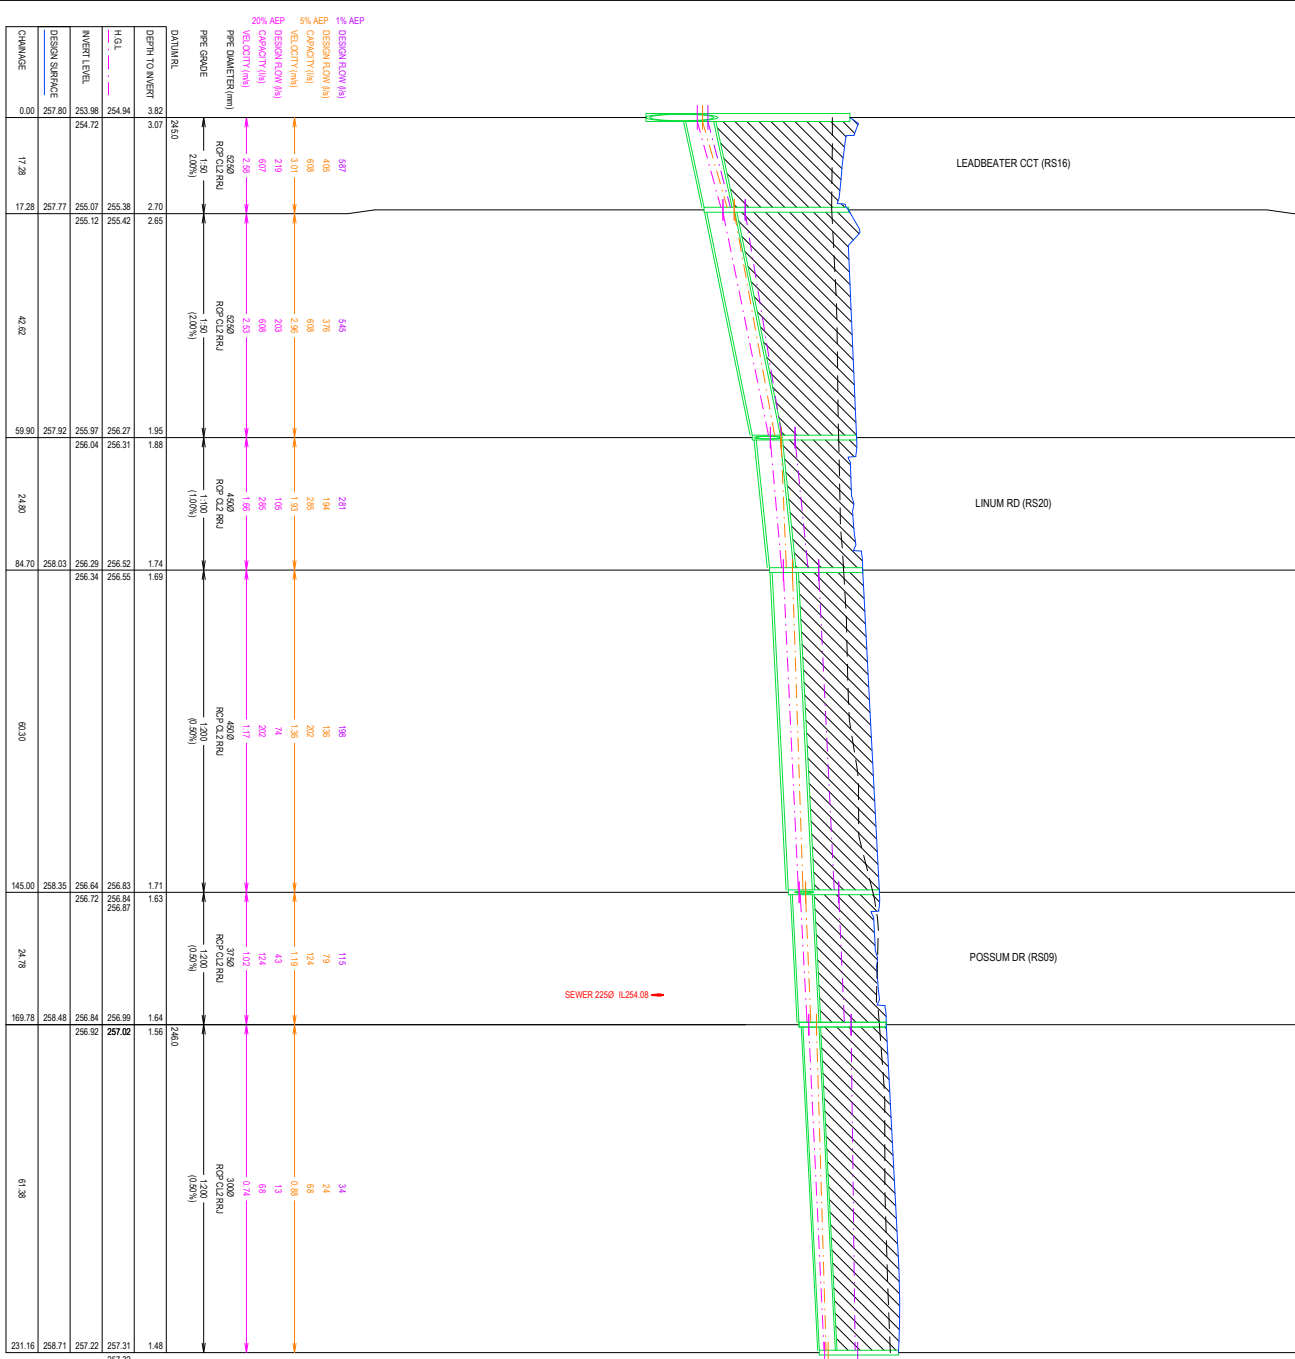 1% AEP
DESIGN FLOW (l/s) 587 545 281 198 115 34
5% AEP
DESIGN FLOW (l/s) 405 376 194 136 79 24
CAPACITY (l/s) 608 608 285 202 124 68
VELOCITY (m/s) 3.01 2.96 1.93 1.36 1.19 0.88
20% AEP
DESIGN FLOW (l/s) 219 203 105 74 43 13
CAPACITY (l/s) 607 608 285 202 124 68
VELOCITY (m/s) 2.58 2.53 1.66 1.17 1.02 0.74
PIPE DIAMETER (mm) 525Ø 525Ø 450Ø 450Ø 375Ø 300Ø
RCP CL2 RRJ RCP CL2 RRJ RCP CL2 RRJ RCP CL2 RRJ RCP CL2 RRJ RCP CL2 RRJ
PIPE GRADE 1:50 1:50 1:100 1:200 1:200 1:200
2.00%) (2.00%) (1.00%) (0.50%) (0.50%) (0.50%)
DATUM RL 245.0 246.0
DEPTH TO INVERT 3.82 3.07 2.70 2.65 1.95 1.88 1.74 1.69 1.71 1.63 1.64 1.56 1.48
H.G.L 254.94 255.38 255.42 256.27 256.31 256.52 256.55 256.83 256.84 256.87 256.99 257.02 257.31
INVERT LEVEL 253.98 254.72 255.07 255.12 255.97 256.04 256.29 256.34 256.64 256.72 256.84 256.92 257.22
DESIGN SURFACE 257.80 257.77 257.92 258.03 258.35 258.48 258.71
CHAINAGE 0.00 17.28 17.28 42.62 59.90 24.80 84.70 60.30 145.00 24.78 169.78 61.38 231.16
LEADBEATER CCT (RS16)
LINUM RD (RS20)
POSSUM DR (RS09)
SEWER 225Ø IL254.08